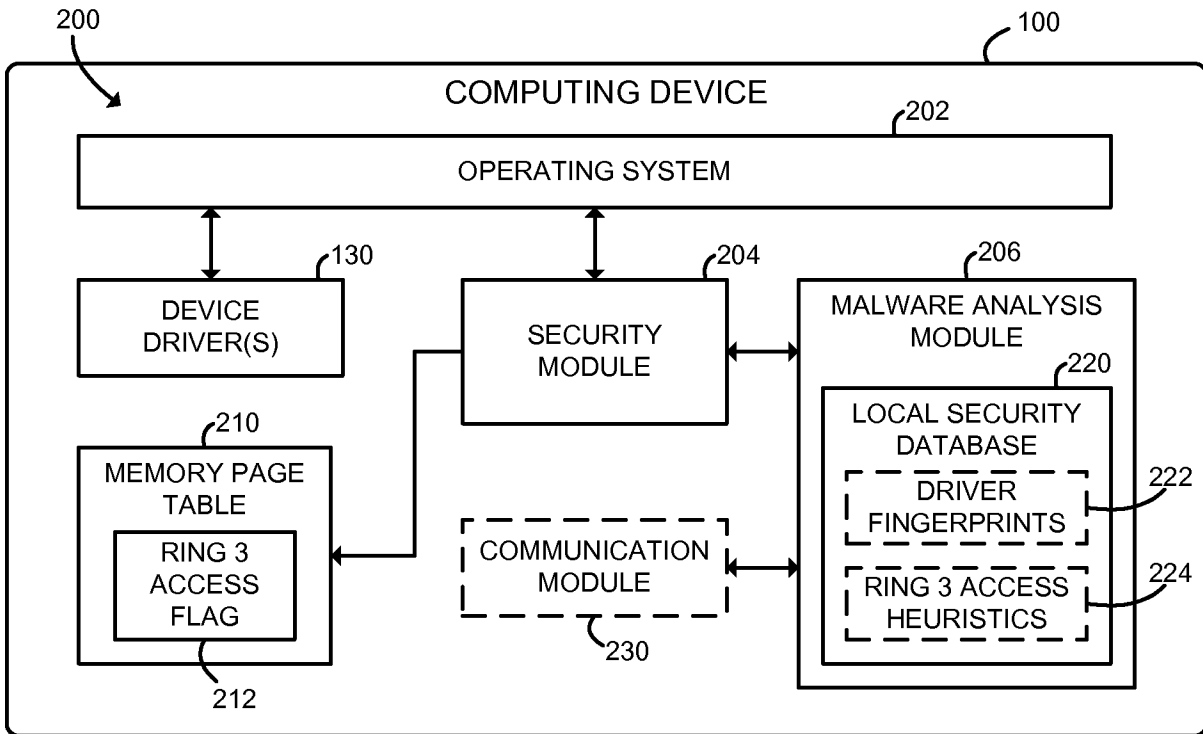 200
100
COMPUTING DEVICE
202
OPERATING SYSTEM
130
DEVICE
DRIVER(S)
204
SECURITY
MODULE
206
MALWARE ANALYSIS
MODULE
220
LOCAL SECURITY
DATABASE
DRIVER
FINGERPRINTS
222
RING 3 ACCESS
HEURISTICS
224
210
MEMORY PAGE
TABLE
RING 3
ACCESS
FLAG
212
COMMUNICATION
MODULE
230